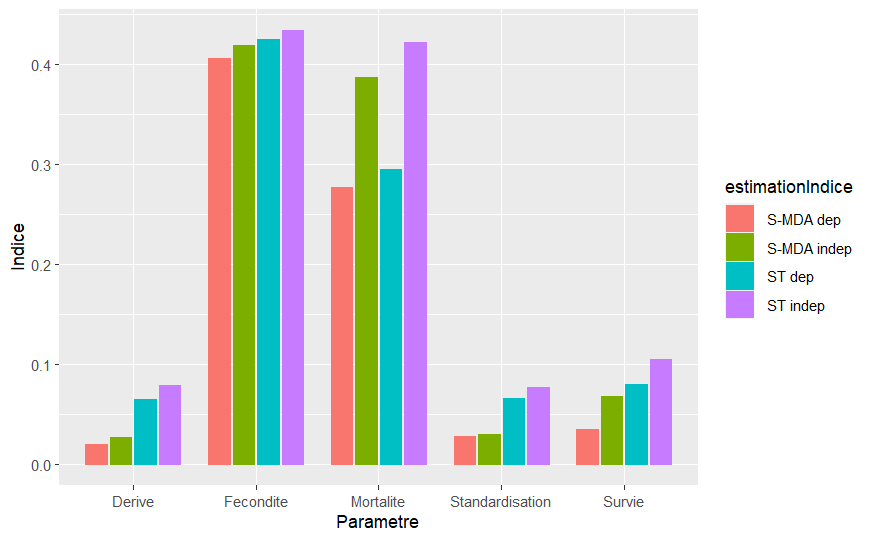 Indice
0.4
0.3
0.2
0.1
0.0
Derive Fecondite Mortalite Standardisation Survie
Parametre
estimationIndice
S-MDA dep
S-MDA indep
ST dep
ST indep